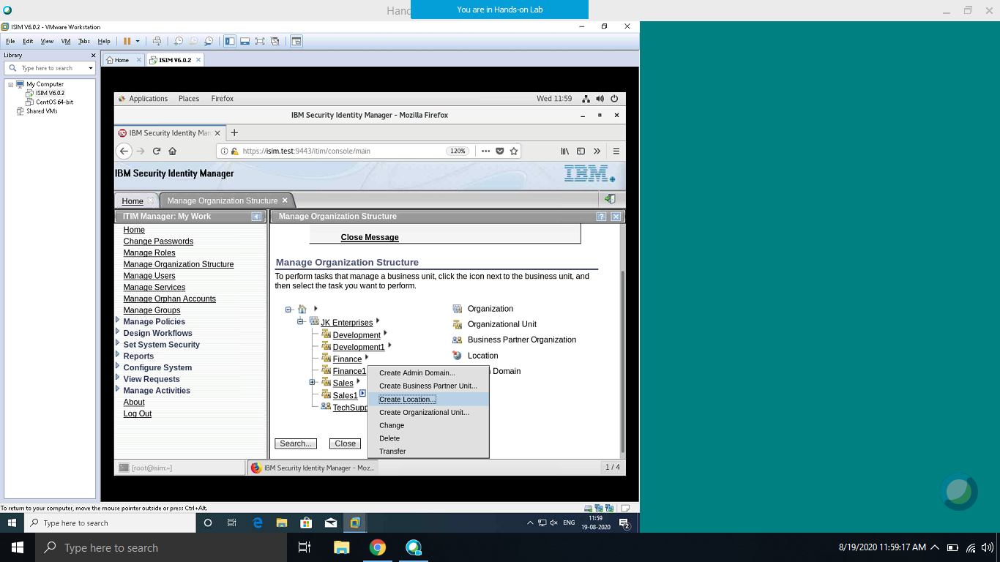 Hand
You are in Hands-on Lab
ISIM V6.0.2 - VMware Workstation
File Edit View VM Tabs Help
Library
Type here to search
My Computer
ISIM V6.0.2
CentOS 64-bit
Shared VMs
Home
ISIM V6.0.2
Applications Places Firefox
Wed 11:59
IBM Security Identity Manager - Mozilla Firefox
IBM Security Identity Man
https://isim.test:9443/itim/console/main
120%
IBM Security Identity Manager
IBM.
Home
Manage Organization Structure
ITIM Manager: My Work
Home
Change Passwords
Manage Roles
Manage Organization Structure
Manage Users
Manage Services
Manage Orphan Accounts
Manage Groups
Manage Policies
Design Workflows
Set System Security
Reports
Configure System
View Requests
Manage Activities
About
Log Out
Manage Organization Structure
Close Message
Manage Organization Structure
To perform tasks that manage a business unit, click the icon next to the business unit, and
then select the task you want to perform.
JK Enterprises
Development
Development1
Finance
Finance1
Sales
Sales1
TechSupp
Organization
Organizational Unit
Business Partner Organization
Location
Domain
Create Admin Domain...
Create Business Partner Unit...
Create Location...
Create Organizational Unit...
Change
Delete
Transfer
Search...
Close
[root@isim:~]
IBM Security Identity Manager - Moz...
1 / 4
To return to your computer, move the mouse pointer outside or press Ctrl+Alt.
Type here to search
ENG
11:59
19-08-2020
2
Type here to search
8/19/2020 11:59:17 AM